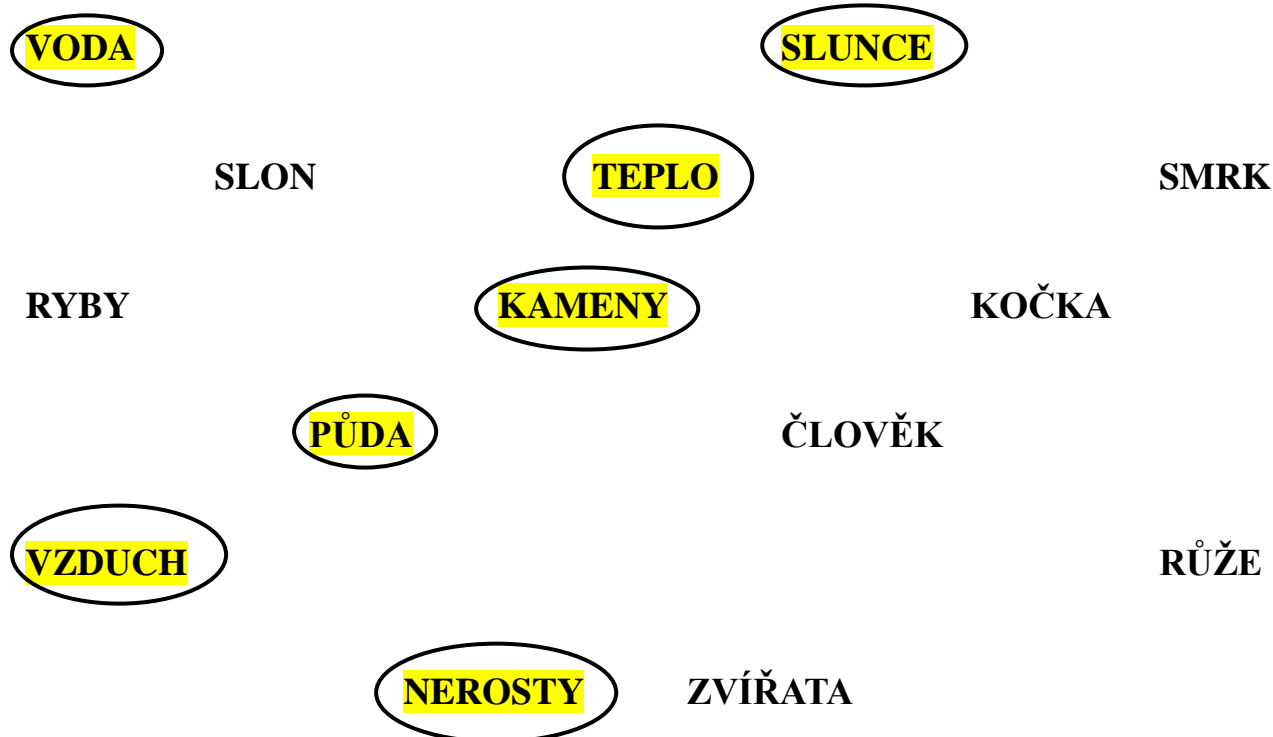 VODA SLUNCE
SLON TEPLO SMRK
RYBY KAMENY KOČKA
PŮDA ČLOVĚK
VZDUCH RŮŽE
NEROSTY ZVÍŘATA